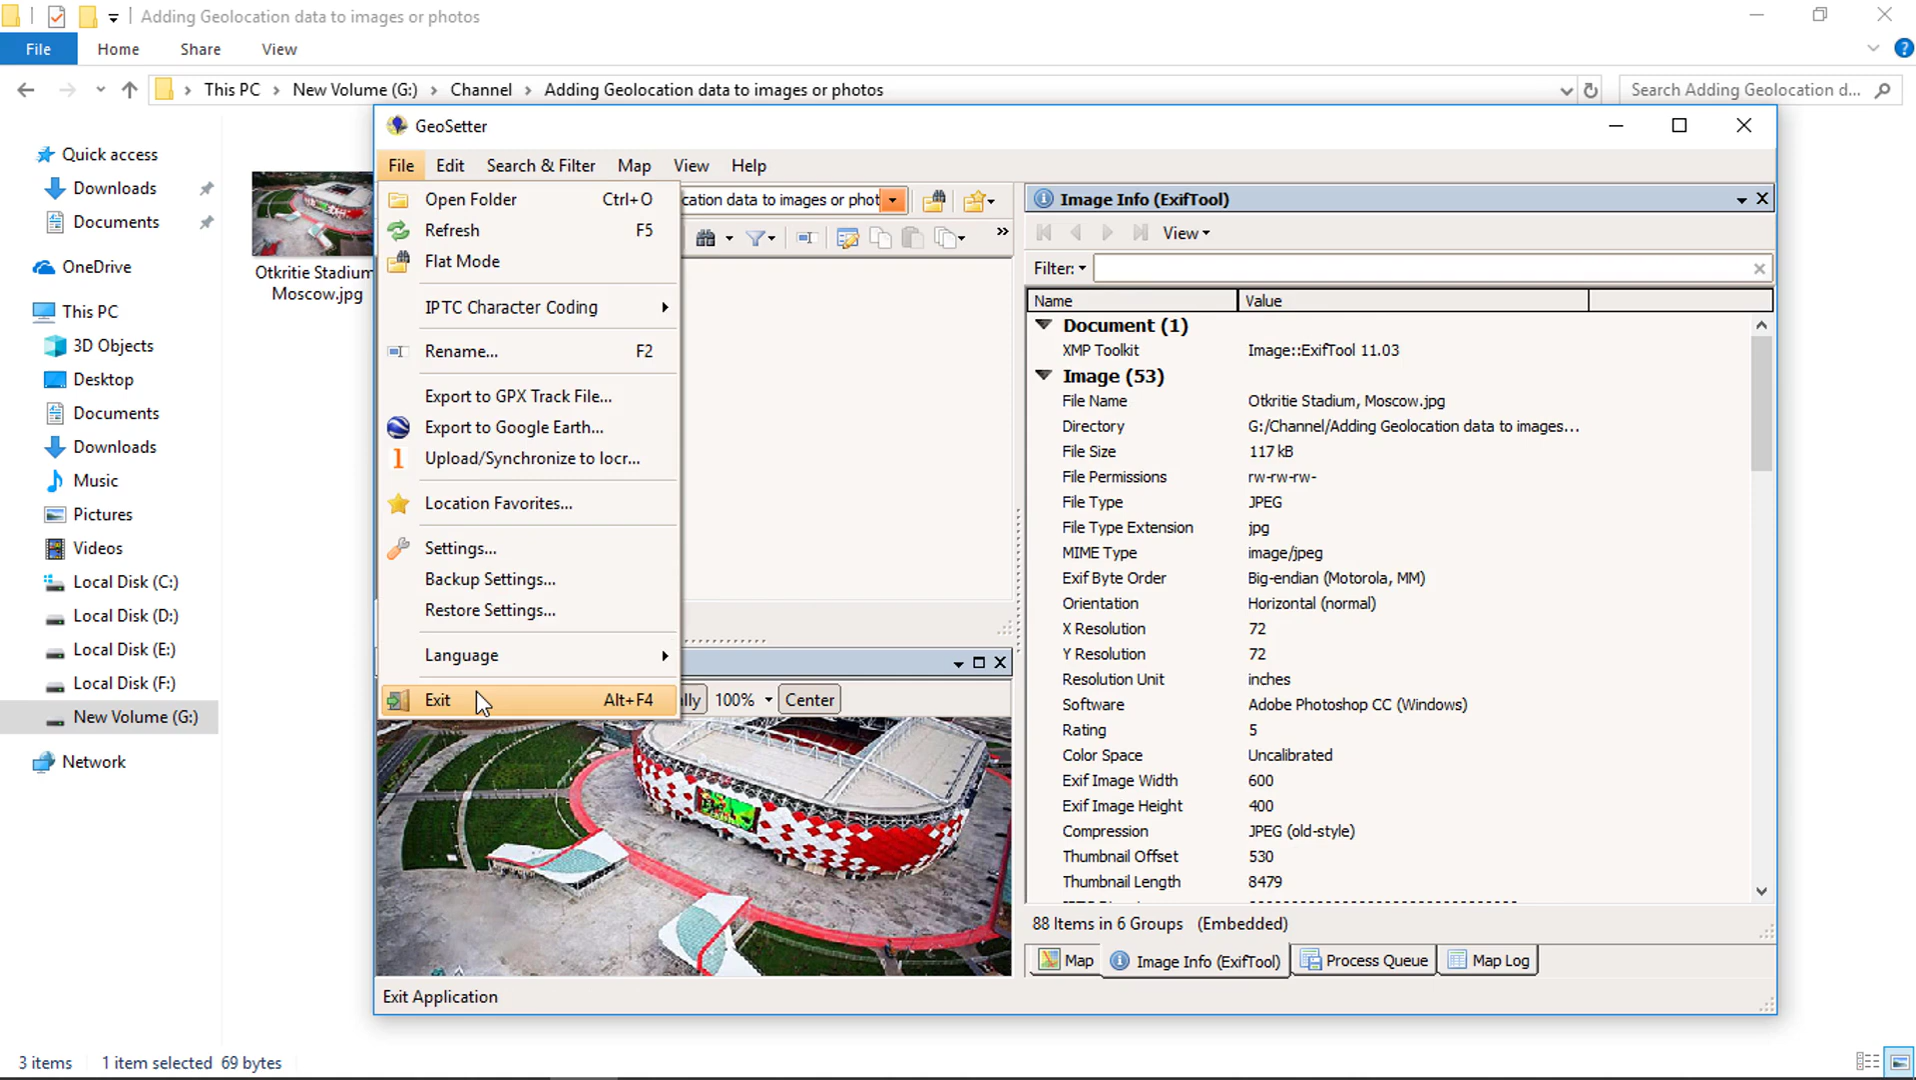 Adding Geolocation data to images or photos
File Home Share View
This PC New Volume (G:) Channel Adding Geolocation data to images or photos
Search Adding Geolocation d...
Quick access
Downloads
Documents
OneDrive
This PC
3D Objects
Desktop
Documents
Downloads
Music
Pictures
Videos
Local Disk (C:)
Local Disk (D:)
Local Disk (E:)
Local Disk (F:)
New Volume (G:)
Network
Otkritie Stadium
Moscow.jpg
GeoSetter
File Edit Search & Filter Map View Help
cation data to images or phot
Open Folder Ctrl+O
Refresh F5
Flat Mode
IPTC Character Coding
Rename... F2
Export to GPX Track File...
Export to Google Earth...
Upload/Synchronize to locr...
Location Favorites...
Settings...
Backup Settings...
Restore Settings...
Language
Exit Alt+F4
lly 100% Center
Image Info (ExifTool)
View
Filter:
Name Value
Document (1)
XMP Toolkit Image::ExifTool 11.03
Image (53)
File Name Otkritie Stadium, Moscow.jpg
Directory G:/Channel/Adding Geolocation data to images...
File Size 117 kB
File Permissions rw-rw-rw-
File Type JPEG
File Type Extension jpg
MIME Type image/jpeg
Exif Byte Order Big-endian (Motorola, MM)
Orientation Horizontal (normal)
X Resolution 72
Y Resolution 72
Resolution Unit inches
Software Adobe Photoshop CC (Windows)
Rating 5
Color Space Uncalibrated
Exif Image Width 600
Exif Image Height 400
Compression JPEG (old-style)
Thumbnail Offset 530
Thumbnail Length 8479
88 Items in 6 Groups (Embedded)
Map Image Info (ExifTool) Process Queue Map Log
Exit Application
3 items 1 item selected 69 bytes